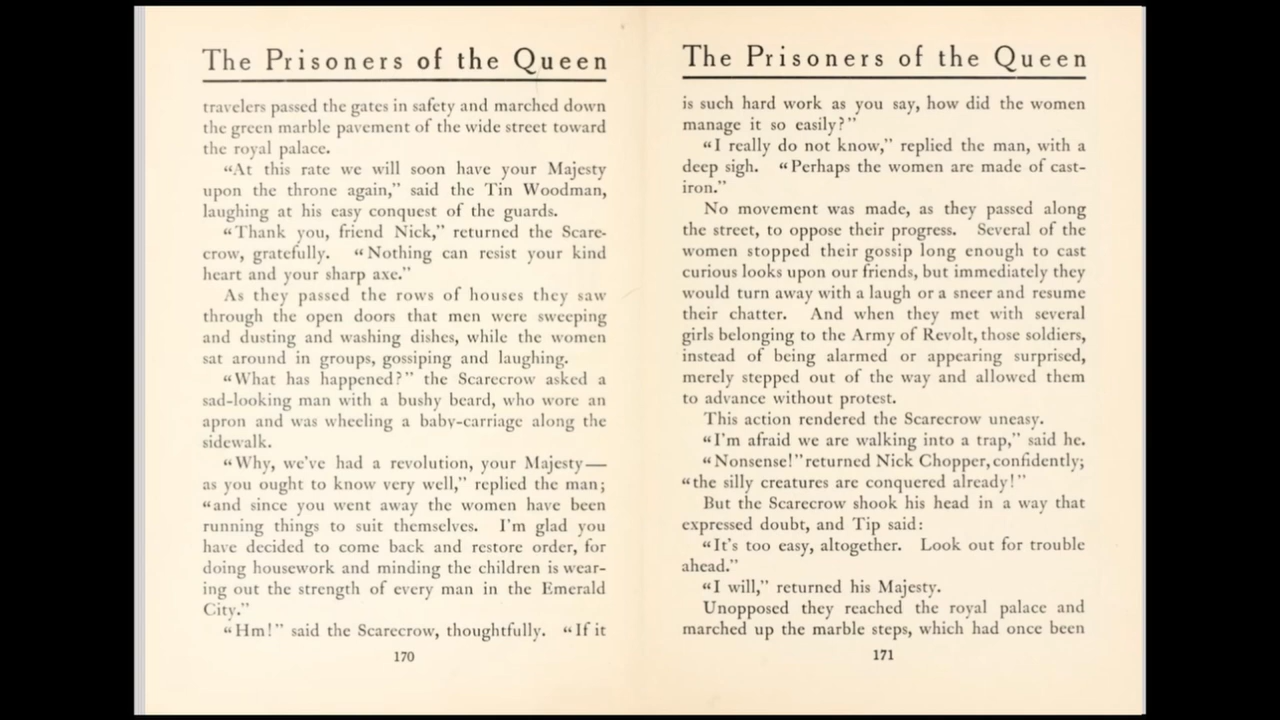 The Prisoners of the Queen
travelers passed the gates in safety and marched down
the green marble pavement of the wide street toward
the royal palace.
“At this rate we will soon have your Majesty
upon the throne again,” said the Tin Woodman,
laughing at his easy conquest of the guards.
“Thank you, friend Nick,” returned the Scare-
crow, gratefully. “Nothing can resist your kind
heart and your sharp axe.”
As they passed the rows of houses they saw
through the open doors that men were sweeping
and dusting and washing dishes, while the women
sat around in groups, gossiping and laughing.
“What has happened?” the Scarecrow asked a
sad-looking man with a bushy beard, who wore an
apron and was wheeling a baby-carriage along the
sidewalk.
“Why, we've had a revolution, your Majesty—
as you ought to know very well,” replied the man;
“and since you went away the women have been
running things to suit themselves. I'm glad you
have decided to come back and restore order, for
doing housework and minding the children is wear-
ing out the strength of every man in the Emerald
City.”
“Hm!” said the Scarecrow, thoughtfully. “If it
170
The Prisoners of the Queen
is such hard work as you say, how did the women
manage it so easily?”
“I really do not know,” replied the man, with a
deep sigh. “Perhaps the women are made of cast-
iron.”
No movement was made, as they passed along
the street, to oppose their progress. Several of the
women stopped their gossip long enough to cast
curious looks upon our friends, but immediately they
would turn away with a laugh or a sneer and resume
their chatter. And when they met with several
girls belonging to the Army of Revolt, those soldiers,
instead of being alarmed or appearing surprised,
merely stepped out of the way and allowed them
to advance without protest.
This action rendered the Scarecrow uneasy.
“I'm afraid we are walking into a trap,” said he.
“Nonsense!” returned Nick Chopper, confidently;
“the silly creatures are conquered already!”
But the Scarecrow shook his head in a way that
expressed doubt, and Tip said:
“It's too easy, altogether. Look out for trouble
ahead.”
“I will,” returned his Majesty.
Unopposed they reached the royal palace and
marched up the marble steps, which had once been
171